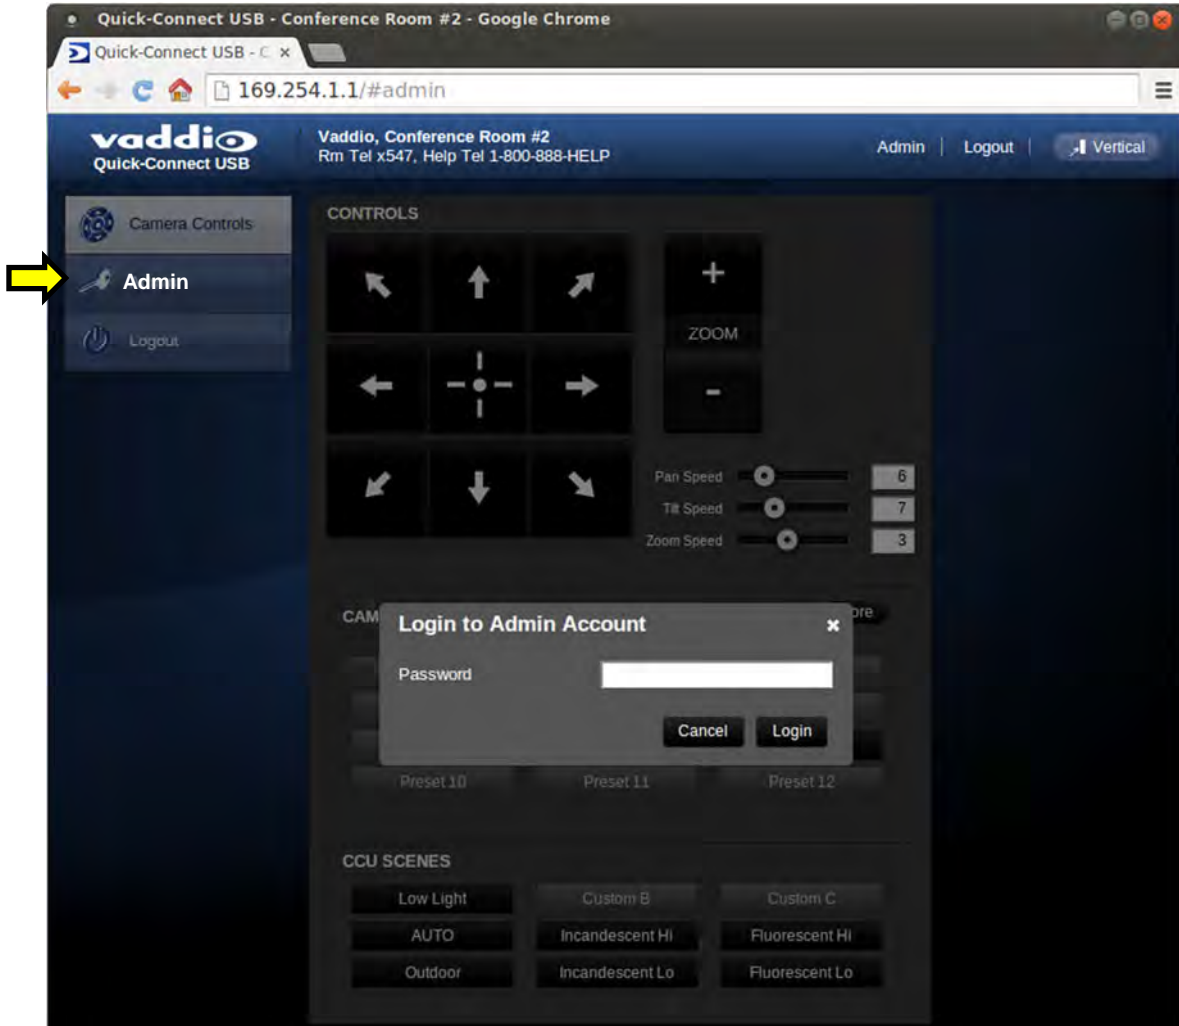 Quick-Connect USB - Conference Room #2 - Google Chrome
Quick-Connect USB - C ×
169.254.1.1/#admin
vaddio
Quick-Connect USB
Vaddio, Conference Room #2
Rm Tel x547, Help Tel 1-800-888-HELP
Admin | Logout | Vertical
Camera Controls
Admin
Logout
CONTROLS
+
ZOOM
-
Pan Speed 6
Tilt Speed 7
Zoom Speed 3
CAM
ore
Login to Admin Account ×
Password
Cancel Login
Preset 10 Preset 11 Preset 12
CCU SCENES
Low Light Custom B Custom C
AUTO Incandescent Hi Fluorescent Hi
Outdoor Incandescent Lo Fluorescent Lo